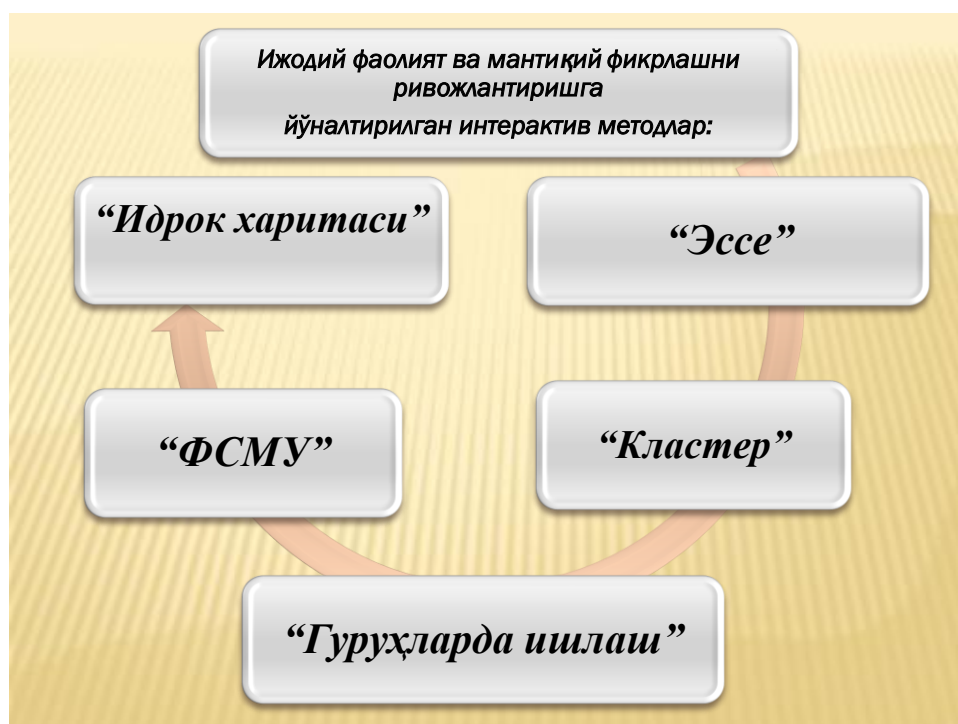 Ижодий фаолият ва мантиқий фикрлашни
ривожлантиришга
йўналтирилган интерактив методлар:
“Эссе”
“Кластер”
“Гуруҳларда ишлаш”
“ФСМУ”
“Идрок харитаси”